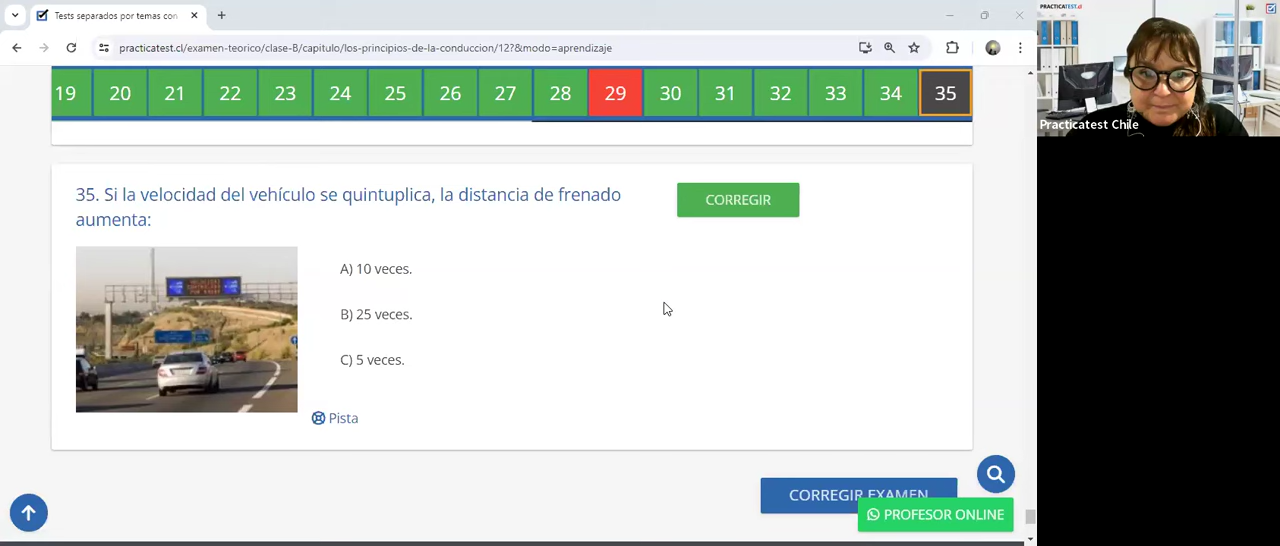 Tests separados por temas con
practicatest.cl/examen-teorico/clase-B/capitulo/los-principios-de-la-conduccion/12?&modo=aprendizaje
PRACTICATEST.cl
Practicatest Chile
19 20 21 22 23 24 25 26 27 28 29 30 31 32 33 34 35
35. Si la velocidad del vehículo se quintuplica, la distancia de frenado
aumenta:
CORREGIR
A) 10 veces.
B) 25 veces.
C) 5 veces.
Pista
CORREGIR EXAMEN
PROFESOR ONLINE